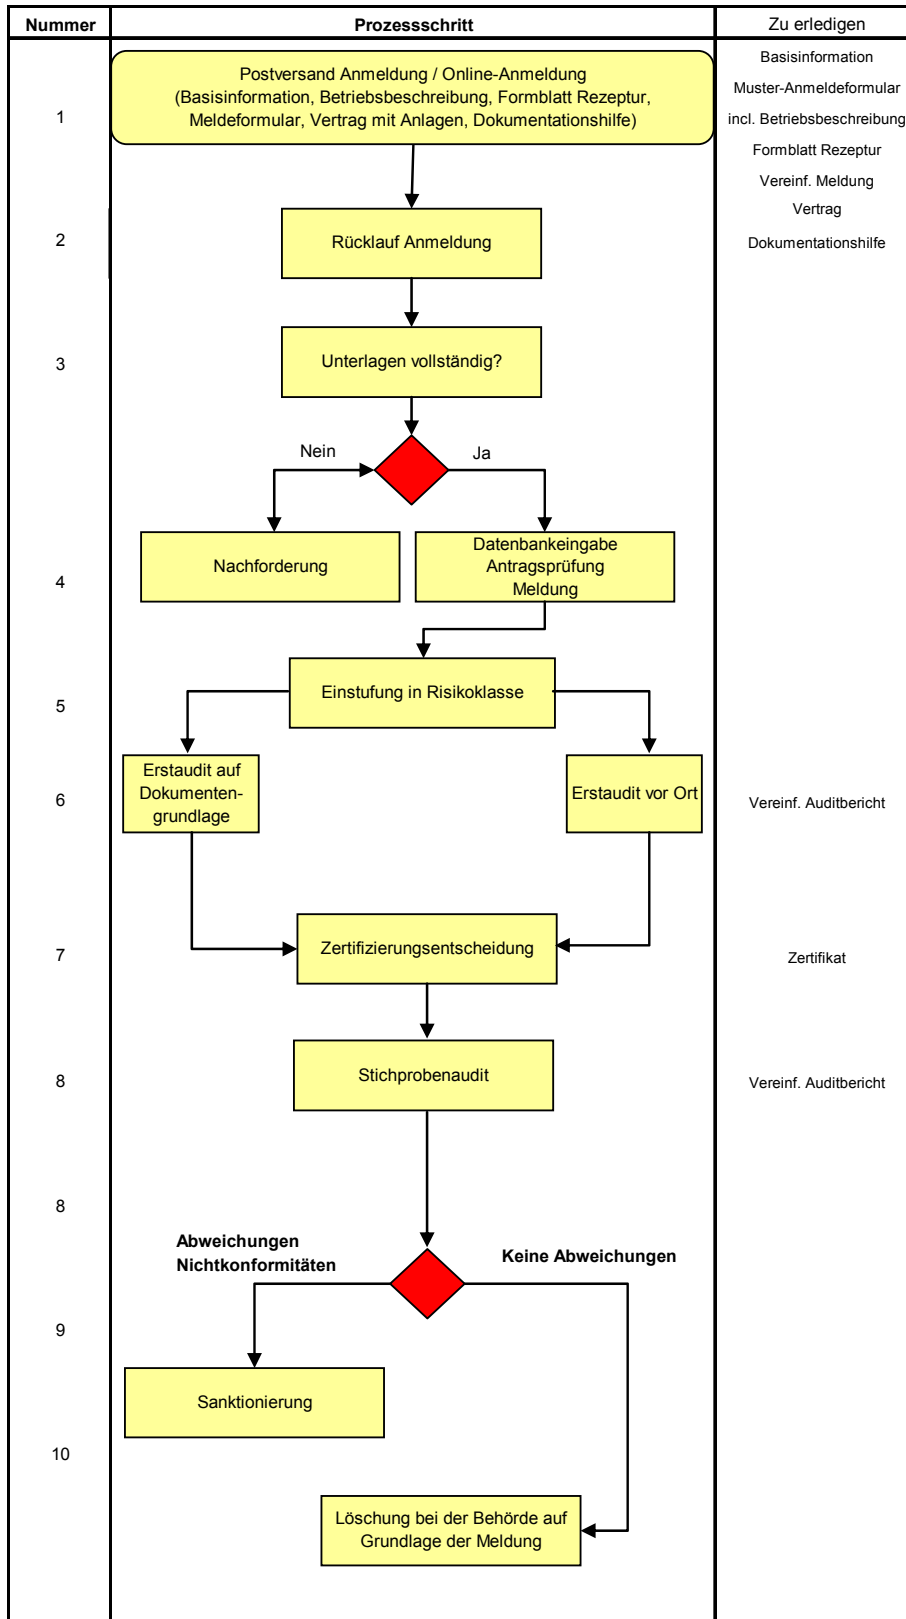 Nummer
Prozessschritt
Zu erledigen
1
Postversand Anmeldung / Online-Anmeldung
(Basisinformation, Betriebsbeschreibung, Formblatt Rezeptur,
Meldeformular, Vertrag mit Anlagen, Dokumentationshilfe)
Basisinformation
Muster-Anmeldeformular
incl. Betriebsbeschreibung
Formblatt Rezeptur
Vereinf. Meldung
Vertrag
Dokumentationshilfe
2
Rücklauf Anmeldung
3
Unterlagen vollständig?
Nein
Ja
4
Nachforderung
Datenbankeingabe
Antragsprüfung
Meldung
5
Einstufung in Risikoklasse
6
Erstaudit auf
Dokumenten-
grundlage
Erstaudit vor Ort
Vereinf. Auditbericht
7
Zertifizierungsentscheidung
Zertifikat
8
Stichprobenaudit
Vereinf. Auditbericht
8
Abweichungen
Nichtkonformitäten
Keine Abweichungen
9
Sanktionierung
10
Löschung bei der Behörde auf
Grundlage der Meldung